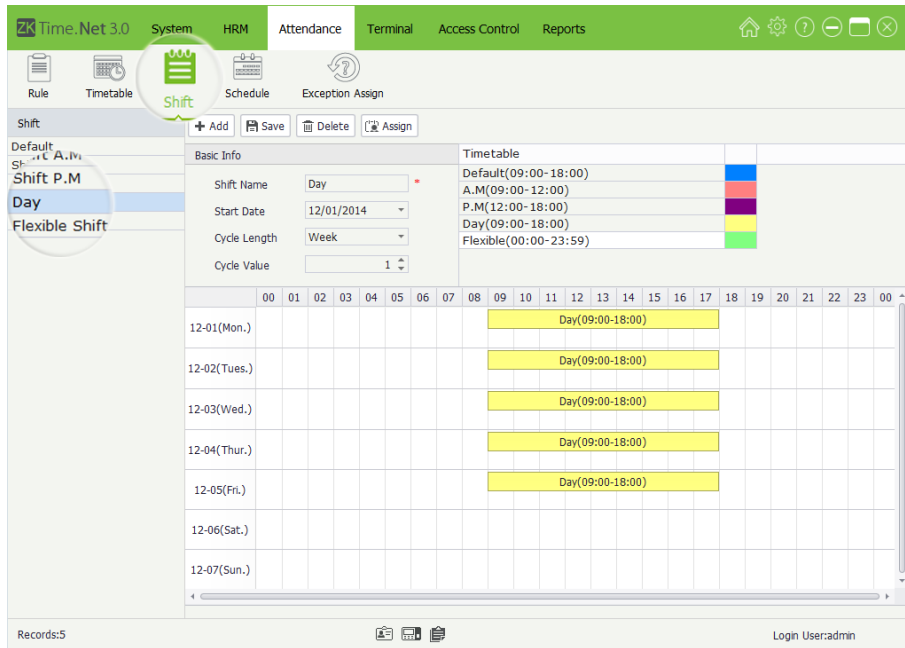 ZK Time.Net 3.0 System HRM Attendance Terminal Access Control Reports
Rule Timetable Shift Schedule Exception Assign
Shift
Default
Shift A.M
Shift P.M
Day
Flexible Shift
+ Add Save Delete Assign
Basic Info
Shift Name Day *
Start Date 12/01/2014
Cycle Length Week
Cycle Value 1
Timetable
Default(09:00-18:00)
A.M(09:00-12:00)
P.M(12:00-18:00)
Day(09:00-18:00)
Flexible(00:00-23:59)
00 01 02 03 04 05 06 07 08 09 10 11 12 13 14 15 16 17 18 19 20 21 22 23 00
12-01(Mon.) Day(09:00-18:00)
12-02(Tues.) Day(09:00-18:00)
12-03(Wed.) Day(09:00-18:00)
12-04(Thur.) Day(09:00-18:00)
12-05(Fri.) Day(09:00-18:00)
12-06(Sat.)
12-07(Sun.)
Records:5 Login User:admin